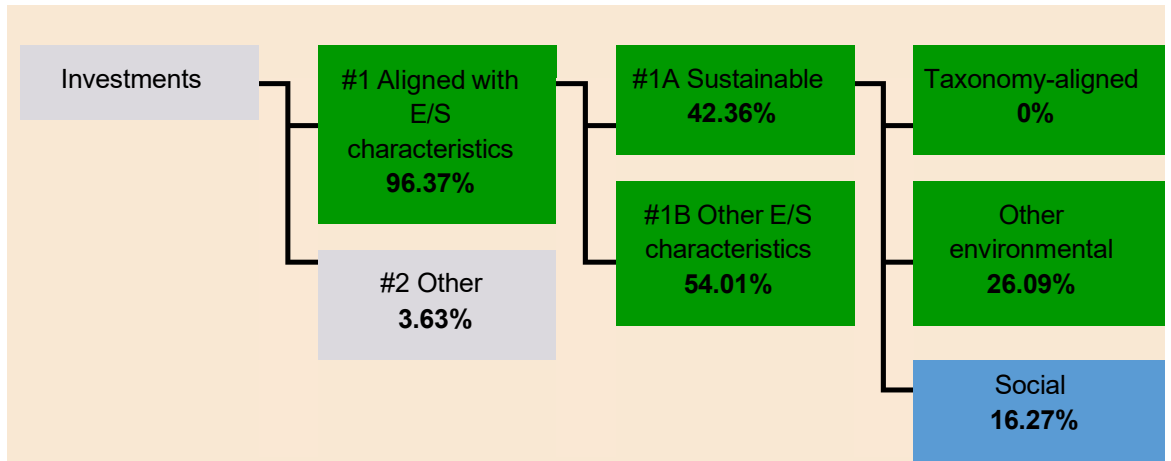 Investments
#1 Aligned with
E/S
characteristics
96.37%
#2 Other
3.63%
#1A Sustainable
42.36%
#1B Other E/S
characteristics
54.01%
Taxonomy-aligned
0%
Other
environmental
26.09%
Social
16.27%